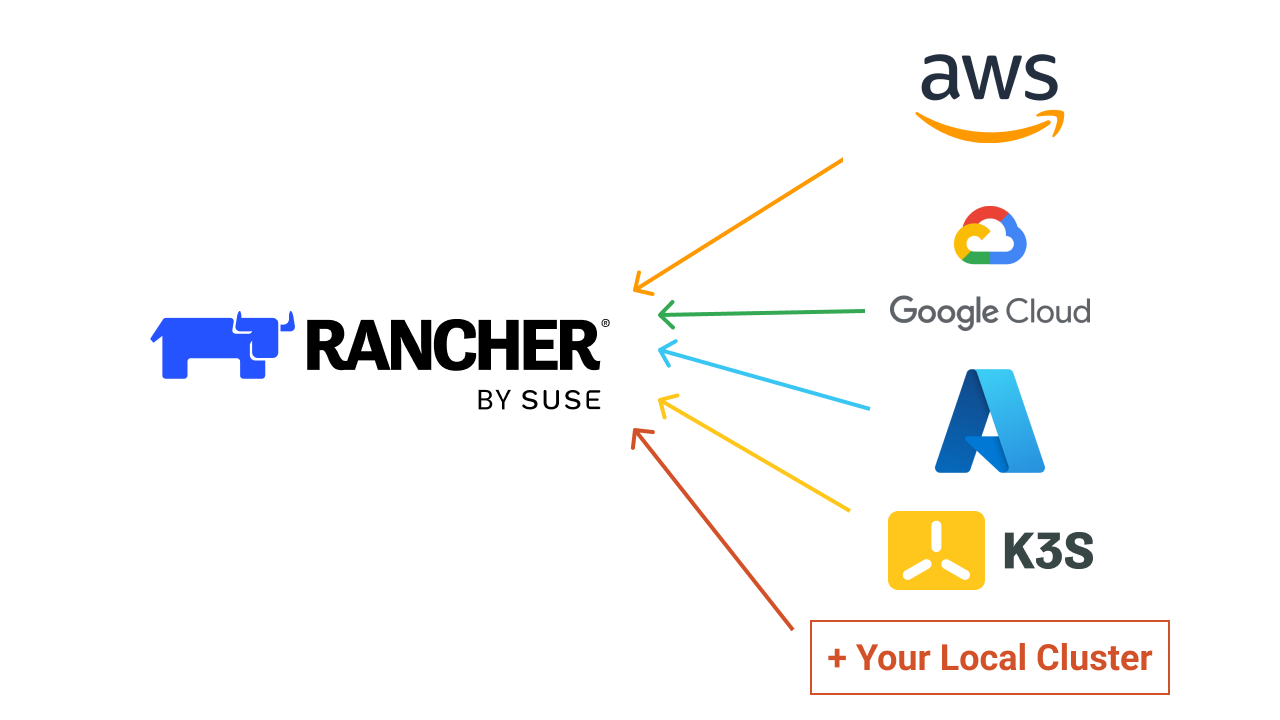 aws
Google Cloud
RANCHER®
BY SUSE
K3S
+ Your Local Cluster